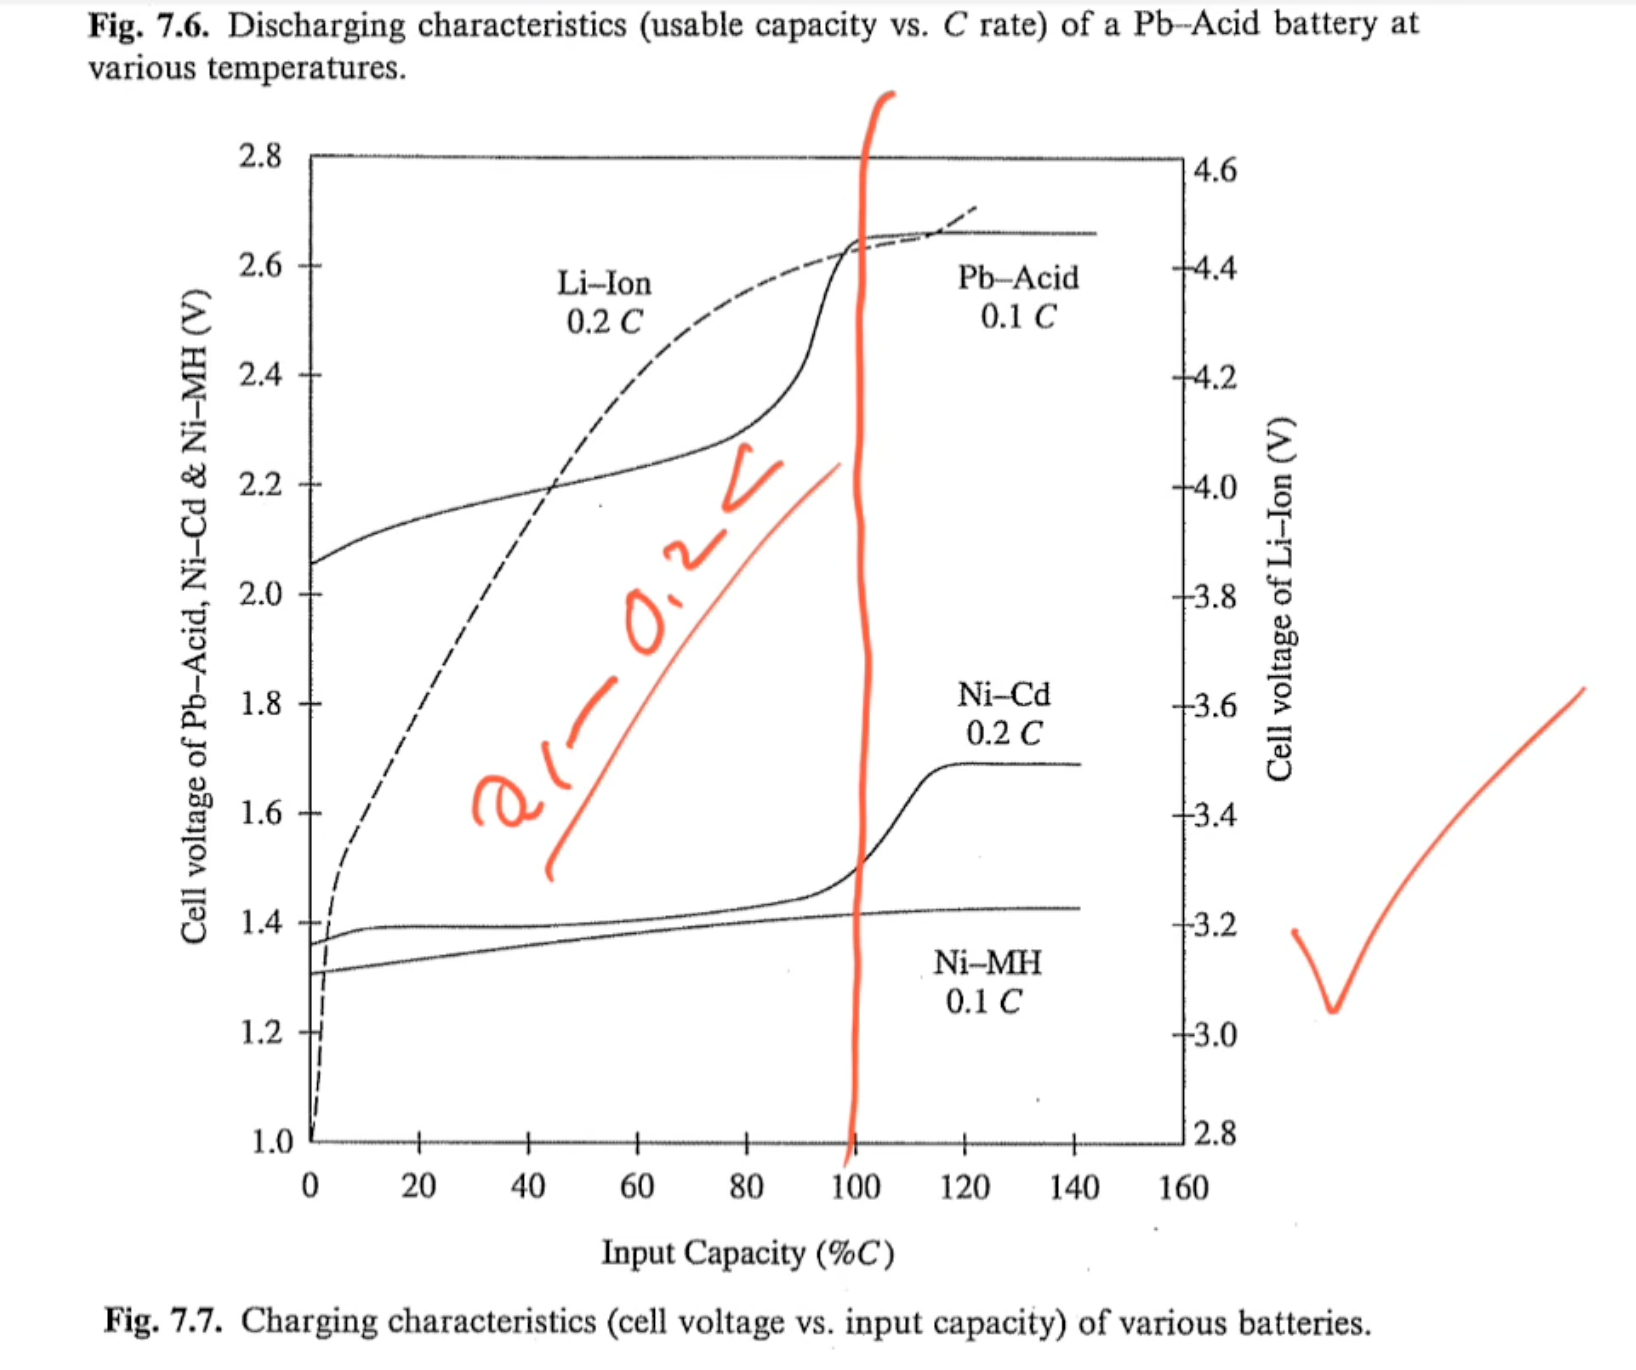 Fig. 7.6. Discharging characteristics (usable capacity vs. C rate) of a Pb–Acid battery at
various temperatures.
2.8
2.6
2.4
2.2
2.0
1.8
1.6
1.4
1.2
1.0
Cell voltage of Pb–Acid, Ni–Cd & Ni–MH (V)
Li–Ion
0.2 C
Pb–Acid
0.1 C
0.2 C
Ni–Cd
0.2 C
Ni–MH
0.1 C
4.6
4.4
4.2
4.0
3.8
3.6
3.4
3.2
3.0
2.8
Cell voltage of Li–Ion (V)
0
20
40
60
80
100
120
140
160
Input Capacity (%C)
Fig. 7.7. Charging characteristics (cell voltage vs. input capacity) of various batteries.